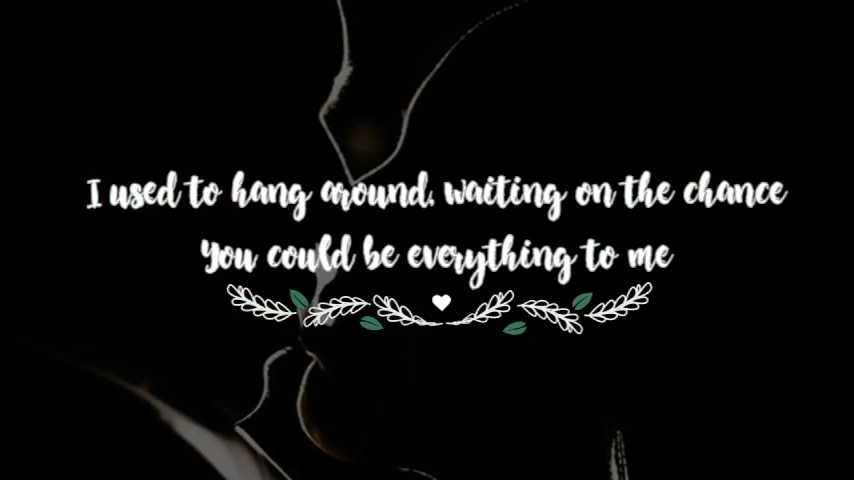 I used to hang around, waiting on the chance
You could be everything to me